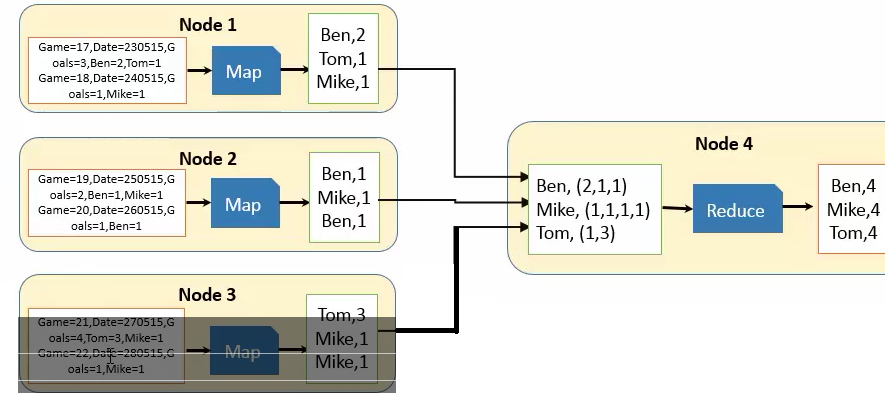 Node 1
Game=17,Date=230515,G
oals=3,Ben=2,Tom=1
Game=18,Date=240515,G
oals=1,Mike=1
Map
Ben,2
Tom,1
Mike,1
Node 2
Game=19,Date=250515,G
oals=2,Ben=1,Mike=1
Game=20,Date=260515,G
oals=1,Ben=1
Map
Ben,1
Mike,1
Ben,1
Node 3
Game=21,Date=270515,G
oals=4,Tom=3,Mike=1
Game=22,Date=280515,G
oals=1,Mike=1
Map
Tom,3
Mike,1
Mike,1
Node 4
Ben, (2,1,1)
Mike, (1,1,1,1)
Tom, (1,3)
Reduce
Ben,4
Mike,4
Tom,4